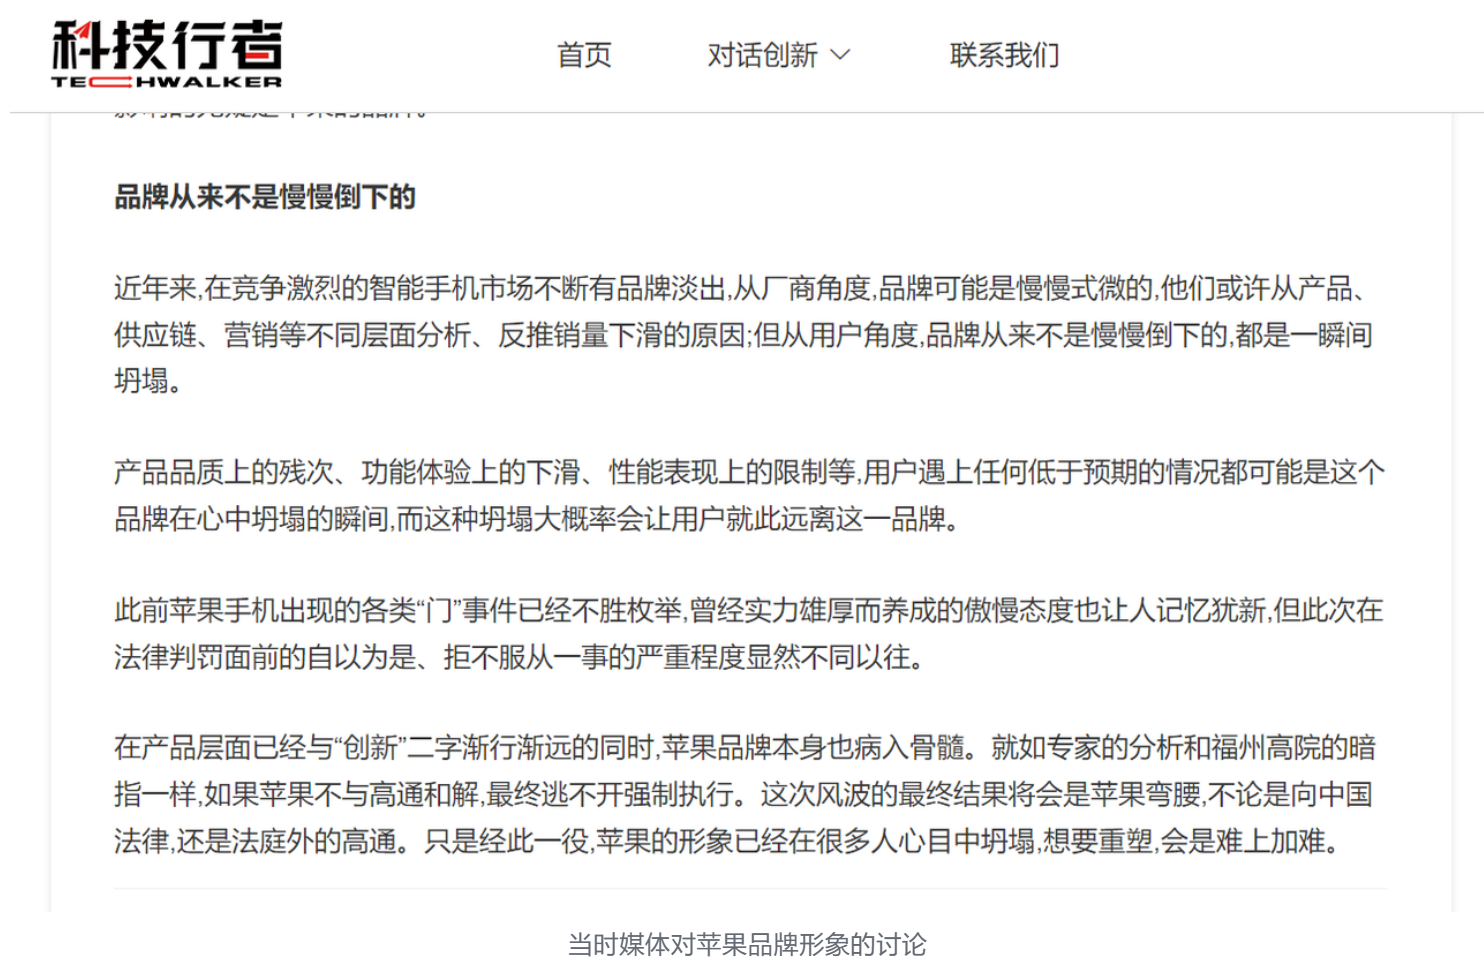 科技行者
TECHWALKER
首页
对话创新
联系我们
品牌从来不是慢慢倒下的
近年来,在竞争激烈的智能手机市场不断有品牌淡出,从厂商角度,品牌可能是慢慢式微的,他们或许从产品、
供应链、营销等不同层面分析、反推销量下滑的原因;但从用户角度,品牌从来不是慢慢倒下的,都是一瞬间
坍塌。
产品品质上的残次、功能体验上的下滑、性能表现上的限制等,用户遇上任何低于预期的情况都可能是这个
品牌在心中坍塌的瞬间,而这种坍塌大概率会让用户就此远离这一品牌。
此前苹果手机出现的各类“门”事件已经不胜枚举,曾经实力雄厚而养成的傲慢态度也让人记忆犹新,但此次在
法律判罚面前的自以为是、拒不服从一事的严重程度显然不同以往。
在产品层面已经与“创新”二字渐行渐远的同时,苹果品牌本身也病入骨髓。就如专家的分析和福州高院的暗
指一样,如果苹果不与高通和解,最终逃不开强制执行。这次风波的最终结果将会是苹果弯腰,不论是向中国
法律,还是法庭外的高通。只是经此一役,苹果的形象已经在很多人心目中坍塌,想要重塑,会是难上加难。
当时媒体对苹果品牌形象的讨论